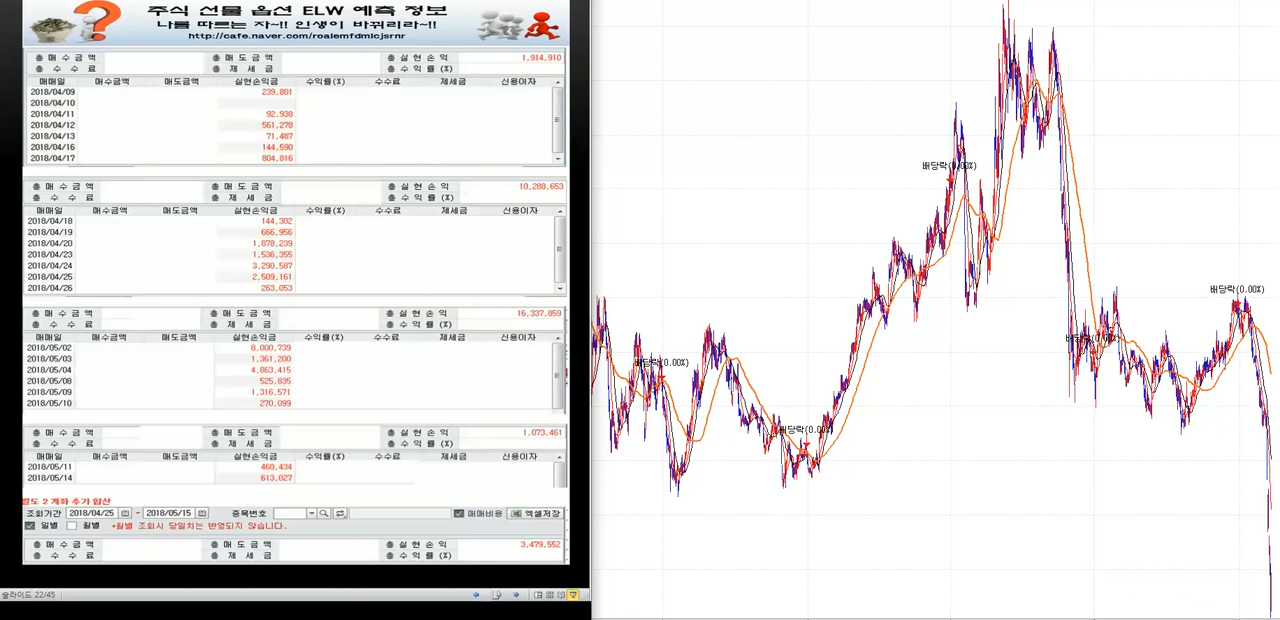 주식 선물 옵션 ELW 예측 정보
나를 따르는 자~!! 인생이 바뀌리라~!!
http://cafe.naver.com/roalemfdmlcjsrnr
총 매 수 금 액 총 매 도 금 액 총 실 현 손 익 1,914,910
총 수 수 료 총 제 세 금 총 수 익 률 (%)
매매일 매수금액 매도금액 실현손익금 수익률(%) 수수료 제세금 신용이자
2018/04/09 239,801
2018/04/10
2018/04/11 92,938
2018/04/12 561,278
2018/04/13 71,487
2018/04/16 144,590
2018/04/17 804,816
총 매 수 금 액 총 매 도 금 액 총 실 현 손 익 10,288,653
총 수 수 료 총 제 세 금 총 수 익 률 (%)
매매일 매수금액 매도금액 실현손익금 수익률(%) 수수료 제세금 신용이자
2018/04/18 144,302
2018/04/19 666,956
2018/04/20 1,878,239
2018/04/23 1,536,355
2018/04/24 3,290,587
2018/04/25 2,509,161
2018/04/26 263,053
총 매 수 금 액 총 매 도 금 액 총 실 현 손 익 16,337,859
총 수 수 료 총 제 세 금 총 수 익 률 (%)
매매일 매수금액 매도금액 실현손익금 수익률(%) 수수료 제세금 신용이자
2018/05/02 8,000,739
2018/05/03 1,361,200
2018/05/04 4,863,415
2018/05/08 525,835
2018/05/09 1,316,571
2018/05/10 270,099
총 매 수 금 액 총 매 도 금 액 총 실 현 손 익 1,073,461
총 수 수 료 총 제 세 금 총 수 익 률 (%)
매매일 매수금액 매도금액 실현손익금 수익률(%) 수수료 제세금 신용이자
2018/05/11 460,434
2018/05/14 613,027
별도 2 계좌 추가 합산
조회기간 2018/04/25 - 2018/05/15 종목번호 매매비용 엑셀저장
일별 월별 *월별 조회시 당일치는 반영되지 않습니다.
총 매 수 금 액 총 매 도 금 액 총 실 현 손 익 3,479,552
총 수 수 료 총 제 세 금 총 수 익 률 (%)
슬라이드 22/45
배당락(0.00%)
배당락(0.00%)
배당락(0.00%)
배당락(0.00%)
배당락(0.00%)